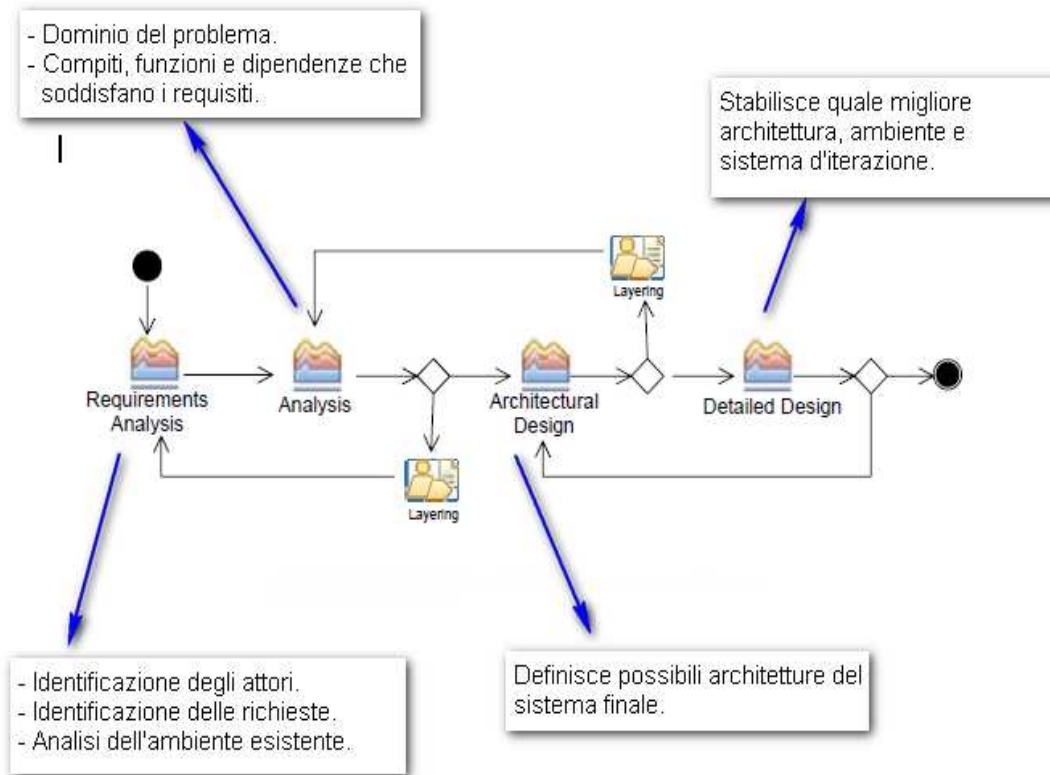 - Dominio del problema.
- Compiti, funzioni e dipendenze che
soddisfano i requisiti.
Stabilisce quale migliore
architettura, ambiente e
sistema d'iterazione.
Layering
Requirements
Analysis
Analysis
Architectural
Design
Detailed Design
Layering
- Identificazione degli attori.
- Identificazione delle richieste.
- Analisi dell'ambiente esistente.
Definisce possibili architetture del
sistema finale.